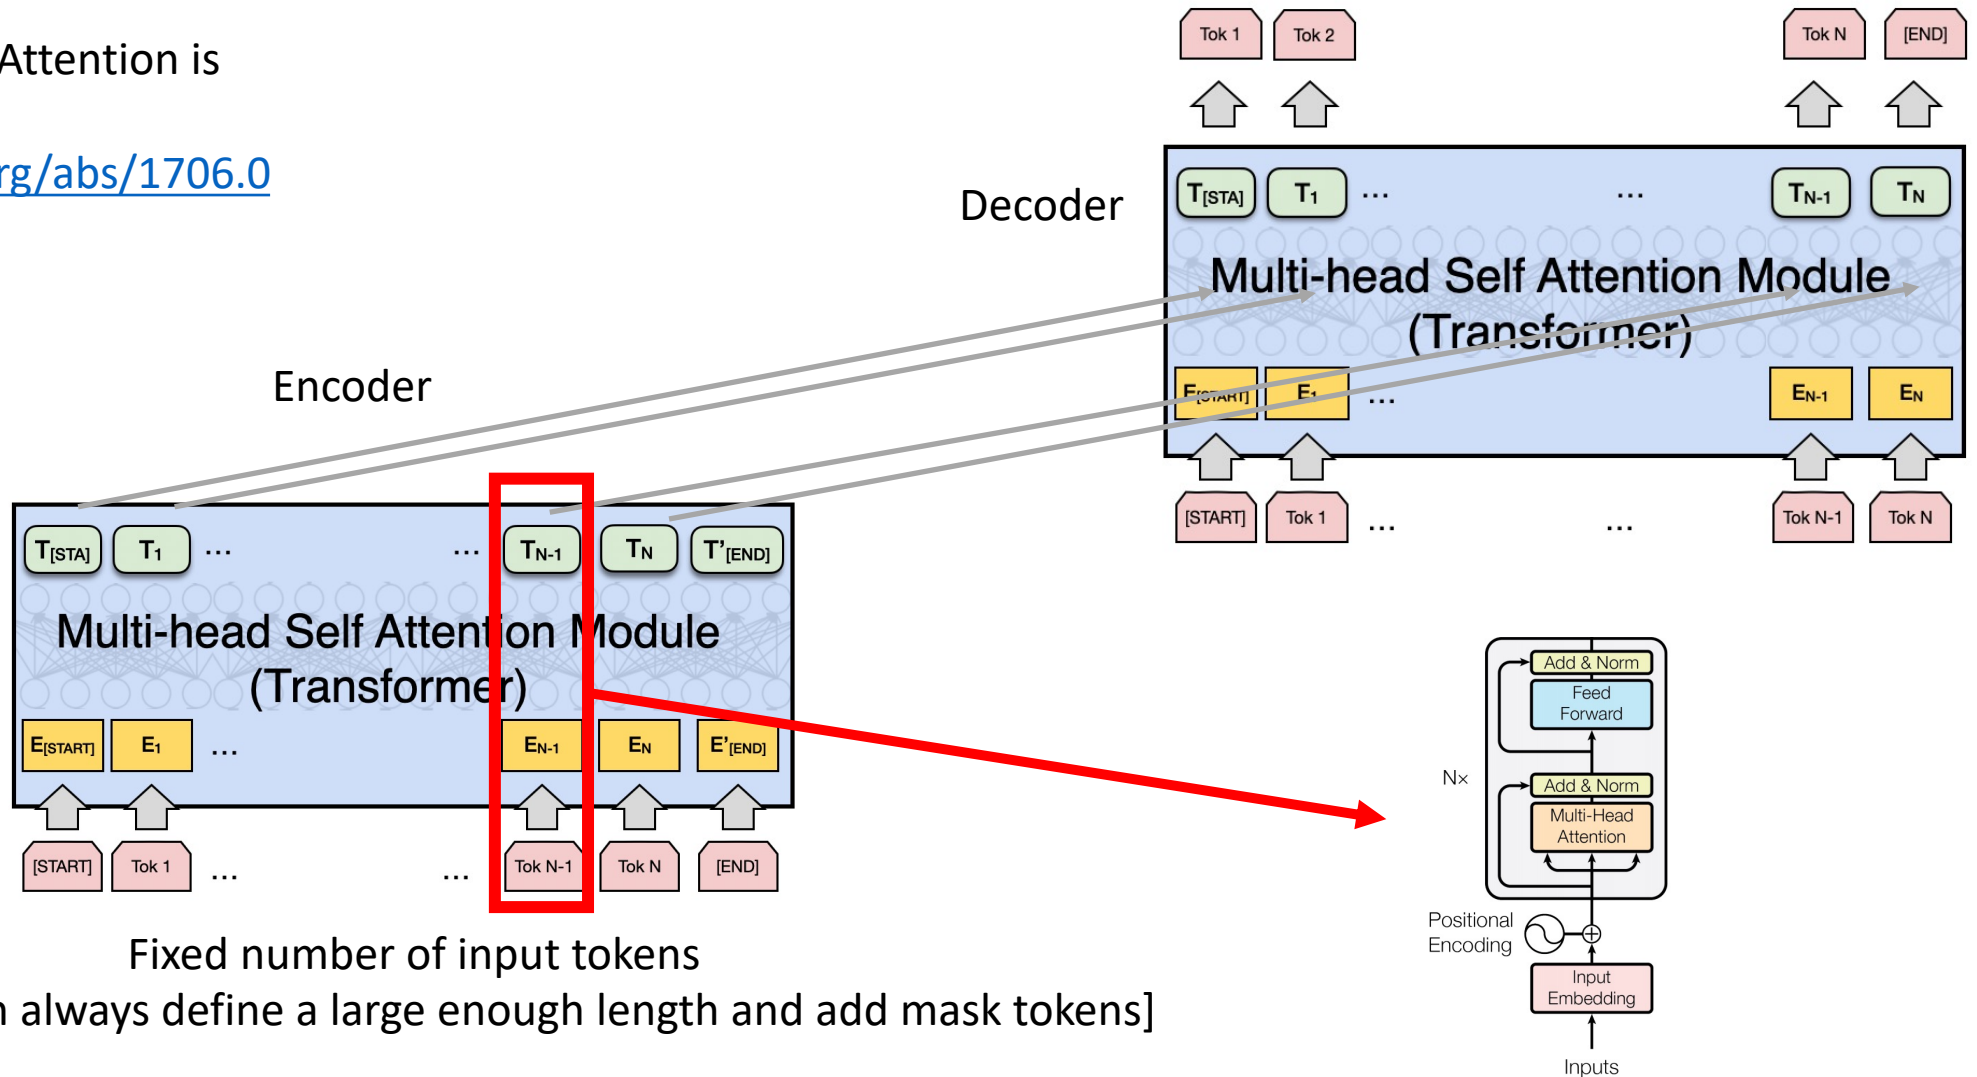 Attention is
rg/abs/1706.0
Tok 1 Tok 2 Tok N [END]
Decoder
T[STA] T1 ... ... TN-1 TN
Multi-head Self Attention Module
(Transformer)
E[START] E1 ... EN-1 EN
[START] Tok 1 ... ... Tok N-1 Tok N
Encoder
T[STA] T1 ... ... TN-1 TN T'[END]
Multi-head Self Attention Module
(Transformer)
E[START] E1 ... EN-1 EN E'[END]
[START] Tok 1 ... ... Tok N-1 Tok N [END]
Fixed number of input tokens
n always define a large enough length and add mask tokens]
Add & Norm
Feed
Forward
N×
Add & Norm
Multi-Head
Attention
Positional
Encoding
Input
Embedding
Inputs